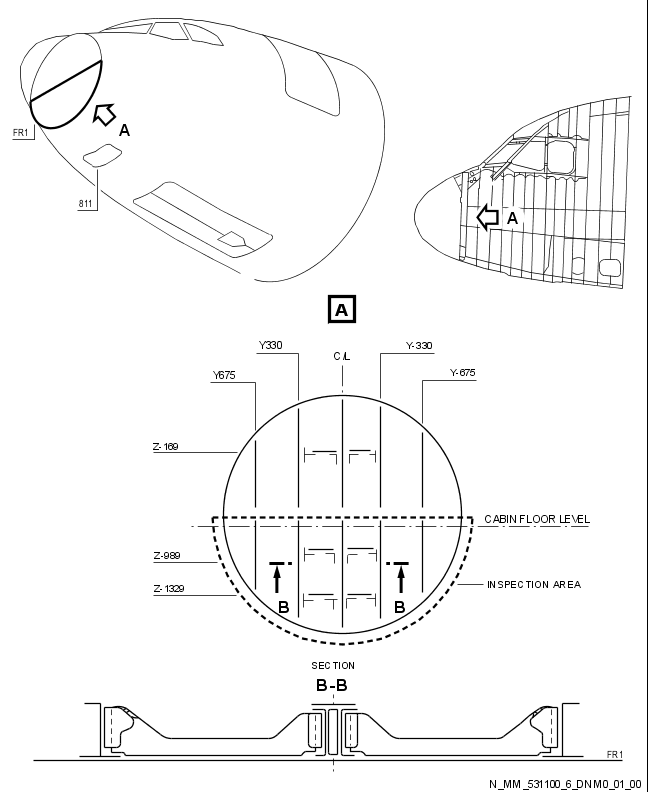 FR1
A
811
A
A
Y330
C/L
Y-330
Y675
Y-675
Z-169
CABIN FLOOR LEVEL
Z-989
Z-1329
INSPECTION AREA
B
B
SECTION
B-B
FR1
N_MM_531100_6_DNM0_01_00